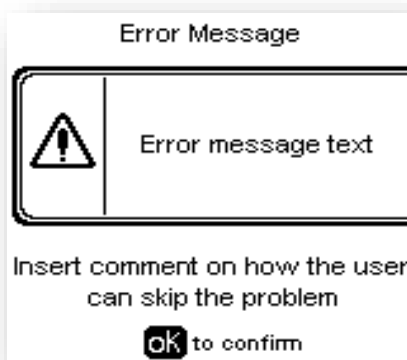 Error Message
Error message text
Insert comment on how the user
can skip the problem
OK to confirm